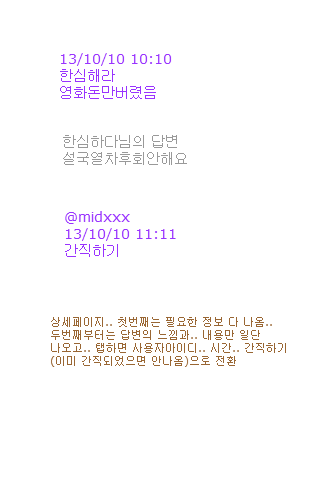 13/10/10 10:10
한심해라
영화돈만버렸음
한심하다님의 답변
설국열차후회안해요
@midxxx
13/10/10 11:11
간직하기
상세페이지.. 첫번째는 필요한 정보 다 나옴..
두번째부터는 답변의 느낌과.. 내용만 일단
나오고.. 탭하면 사용자아이디.. 시간.. 간직하기
(이미 간직되었으면 안나옴)으로 전환